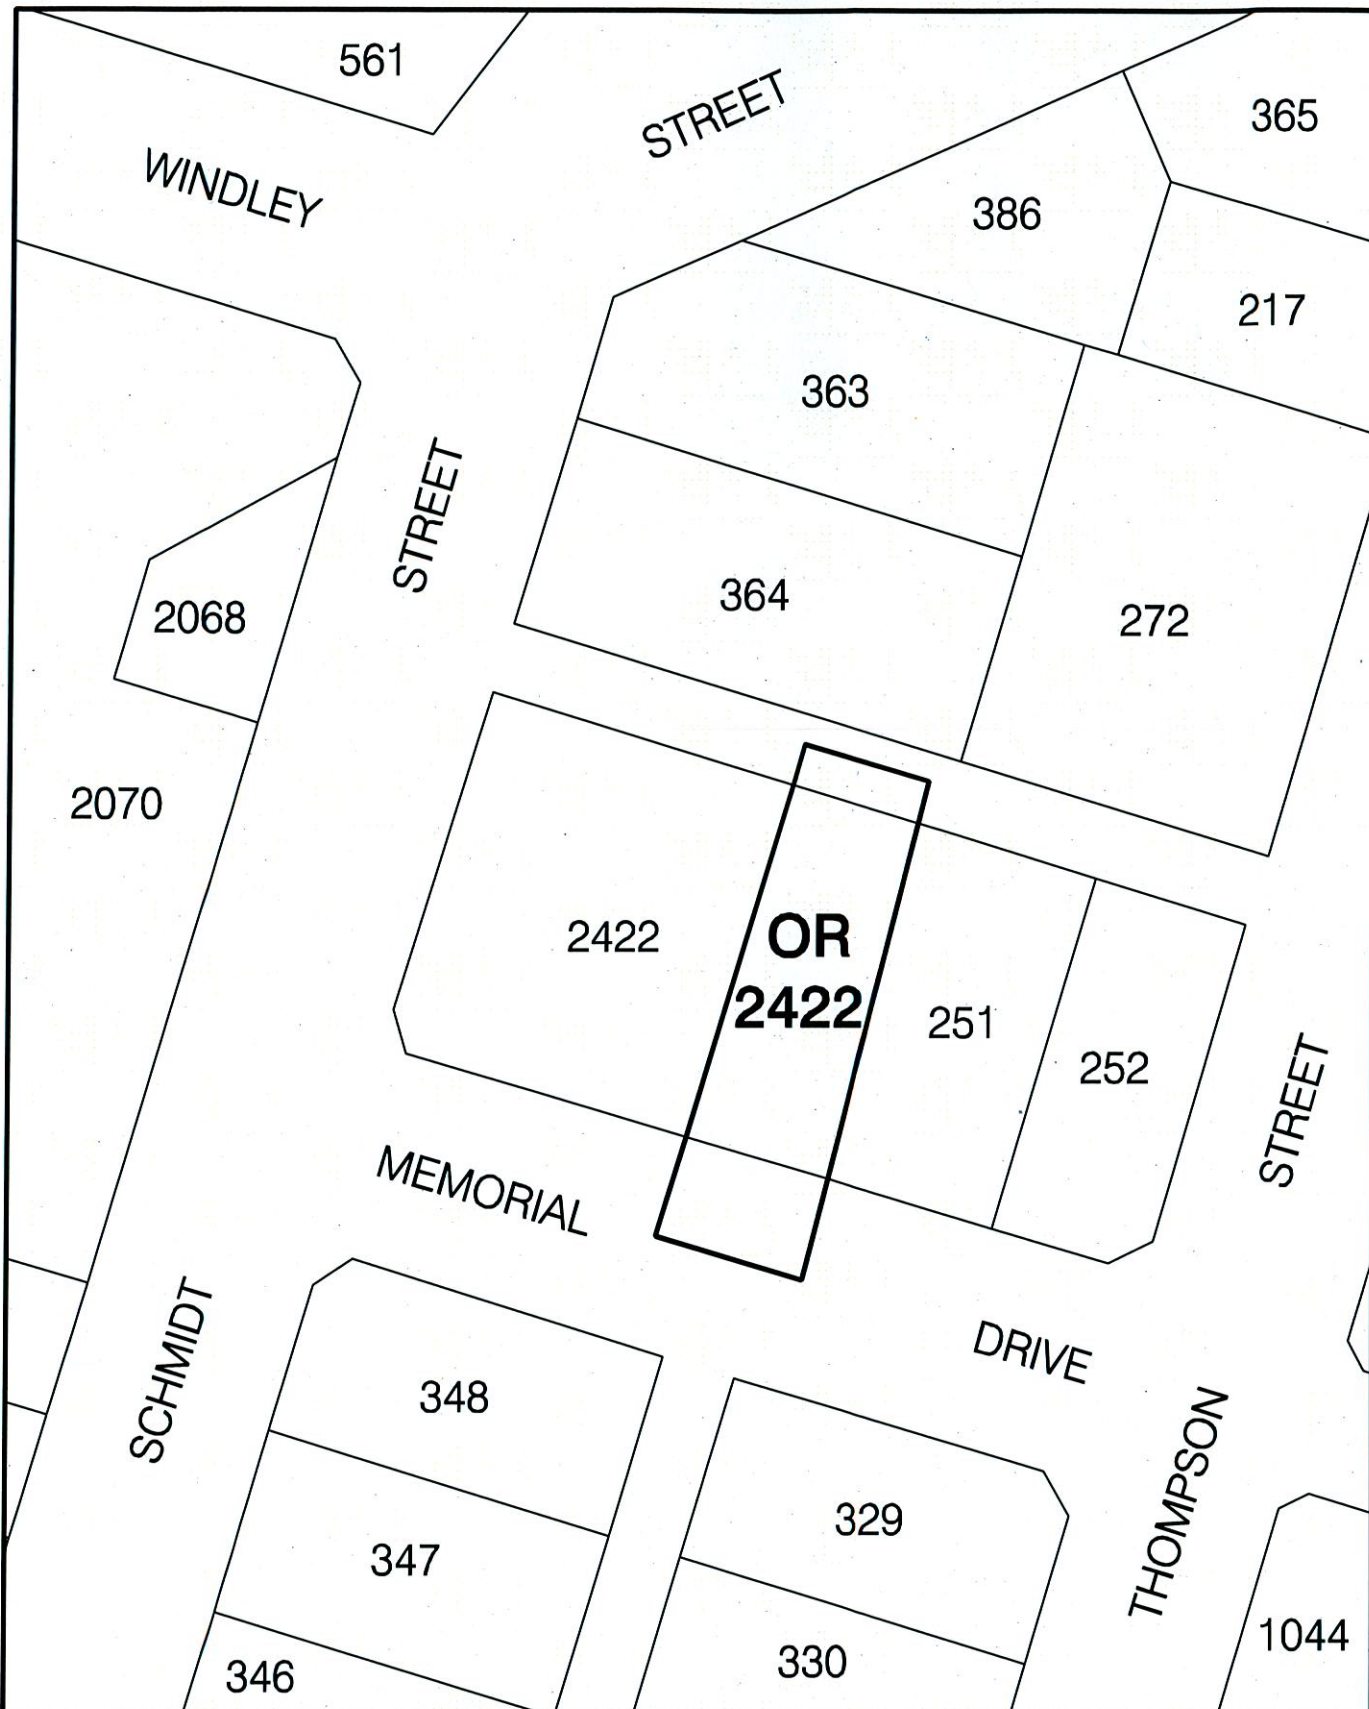 561
STREET
365
WINDLEY
386
217
363
STREET
364
2068
272
2070
2422
OR
2422
251
252
STREET
MEMORIAL
DRIVE
SCHMIDT
348
THOMPSON
329
347
1044
330
346